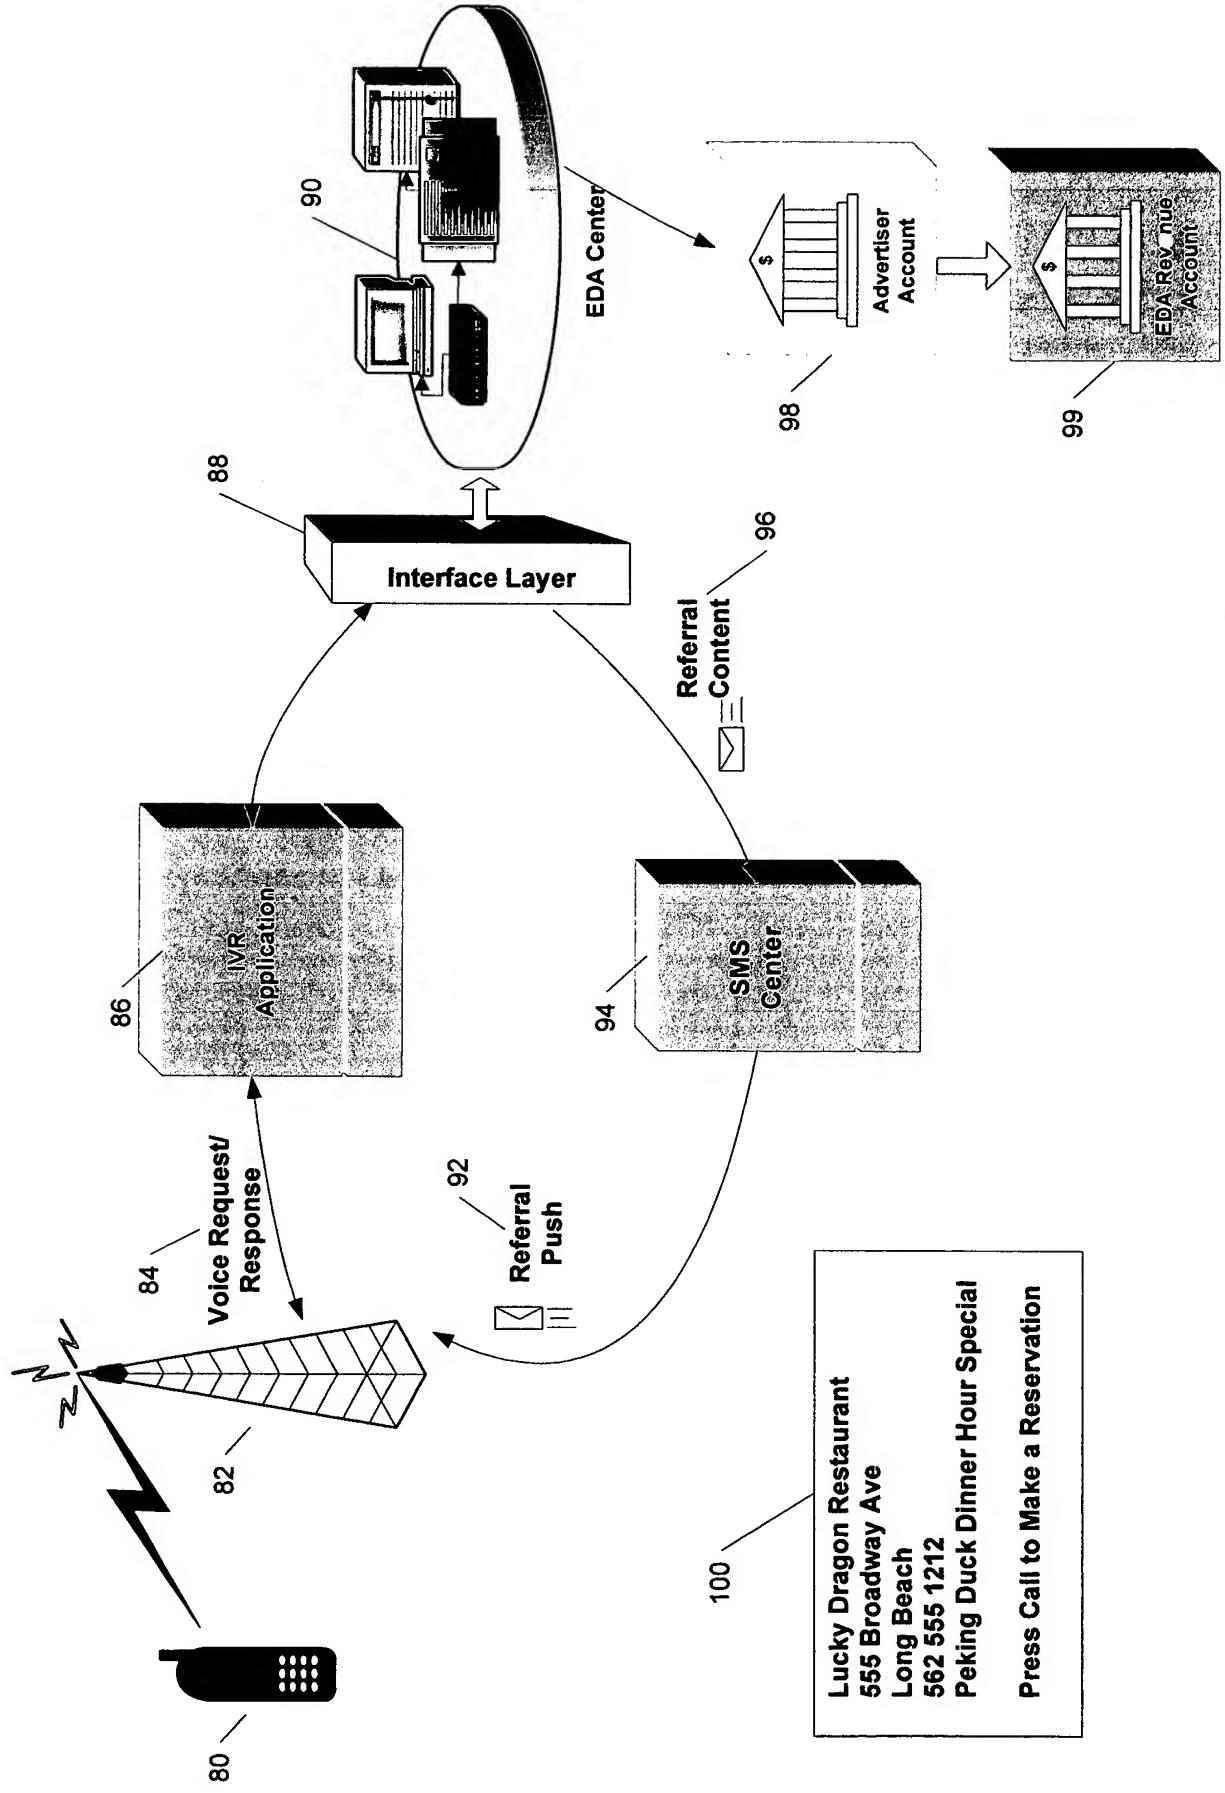 80
82
84
Voice Request/
Response
86
IVR
Application
88
Interface Layer
90
EDA Center
92
Referral
Push
94
SMS
Center
96
Referral
Content
98
Advertiser
Account
$
99
EDA Rev nue
Account
$
100
Lucky Dragon Restaurant
555 Broadway Ave
Long Beach
562 555 1212
Peking Duck Dinner Hour Special
Press Call to Make a Reservation